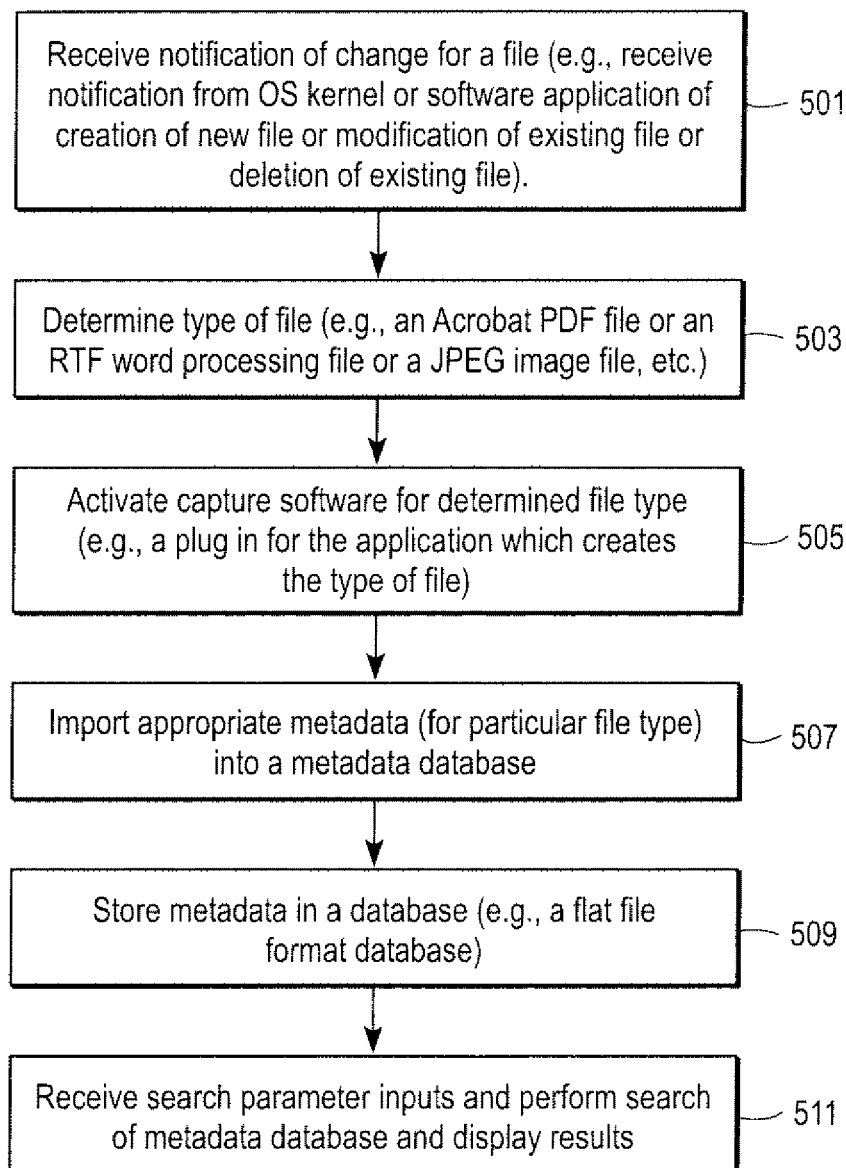 Receive notification of change for a file (e.g., receive
notification from OS kernel or software application of
creation of new file or modification of existing file or
deletion of existing file).
501
Determine type of file (e.g., an Acrobat PDF file or an
RTF word processing file or a JPEG image file, etc.)
503
Activate capture software for determined file type
(e.g., a plug in for the application which creates
the type of file)
505
Import appropriate metadata (for particular file type)
into a metadata database
507
Store metadata in a database (e.g., a flat file
format database)
509
Receive search parameter inputs and perform search
of metadata database and display results
511